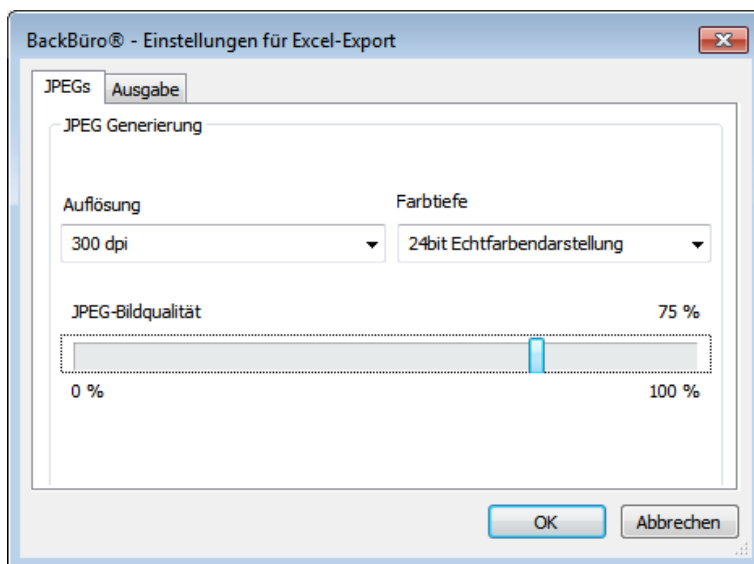 BackBüro® - Einstellungen für Excel-Export
JPEGs
Ausgabe
JPEG Generierung
Auflösung
Farbtiefe
300 dpi
24bit Echtfarbendarstellung
JPEG-Bildqualität
75 %
0 %
100 %
OK
Abbrechen